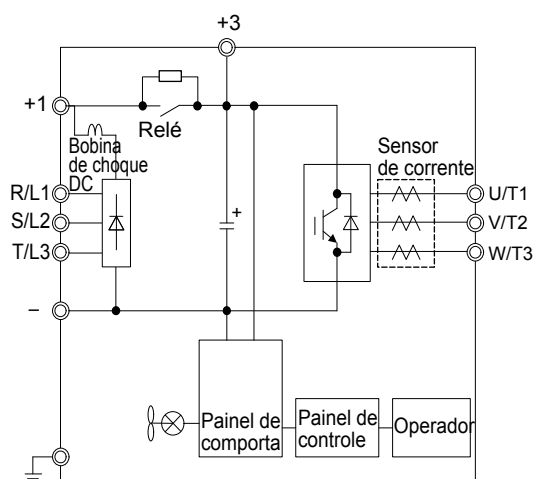 +3
+1
Relé
Bobina
de choque
DC
Sensor
de corrente
R/L1
S/L2
T/L3
U/T1
V/T2
W/T3
–
+
Painel de
comporta
Painel de
controle
Operador